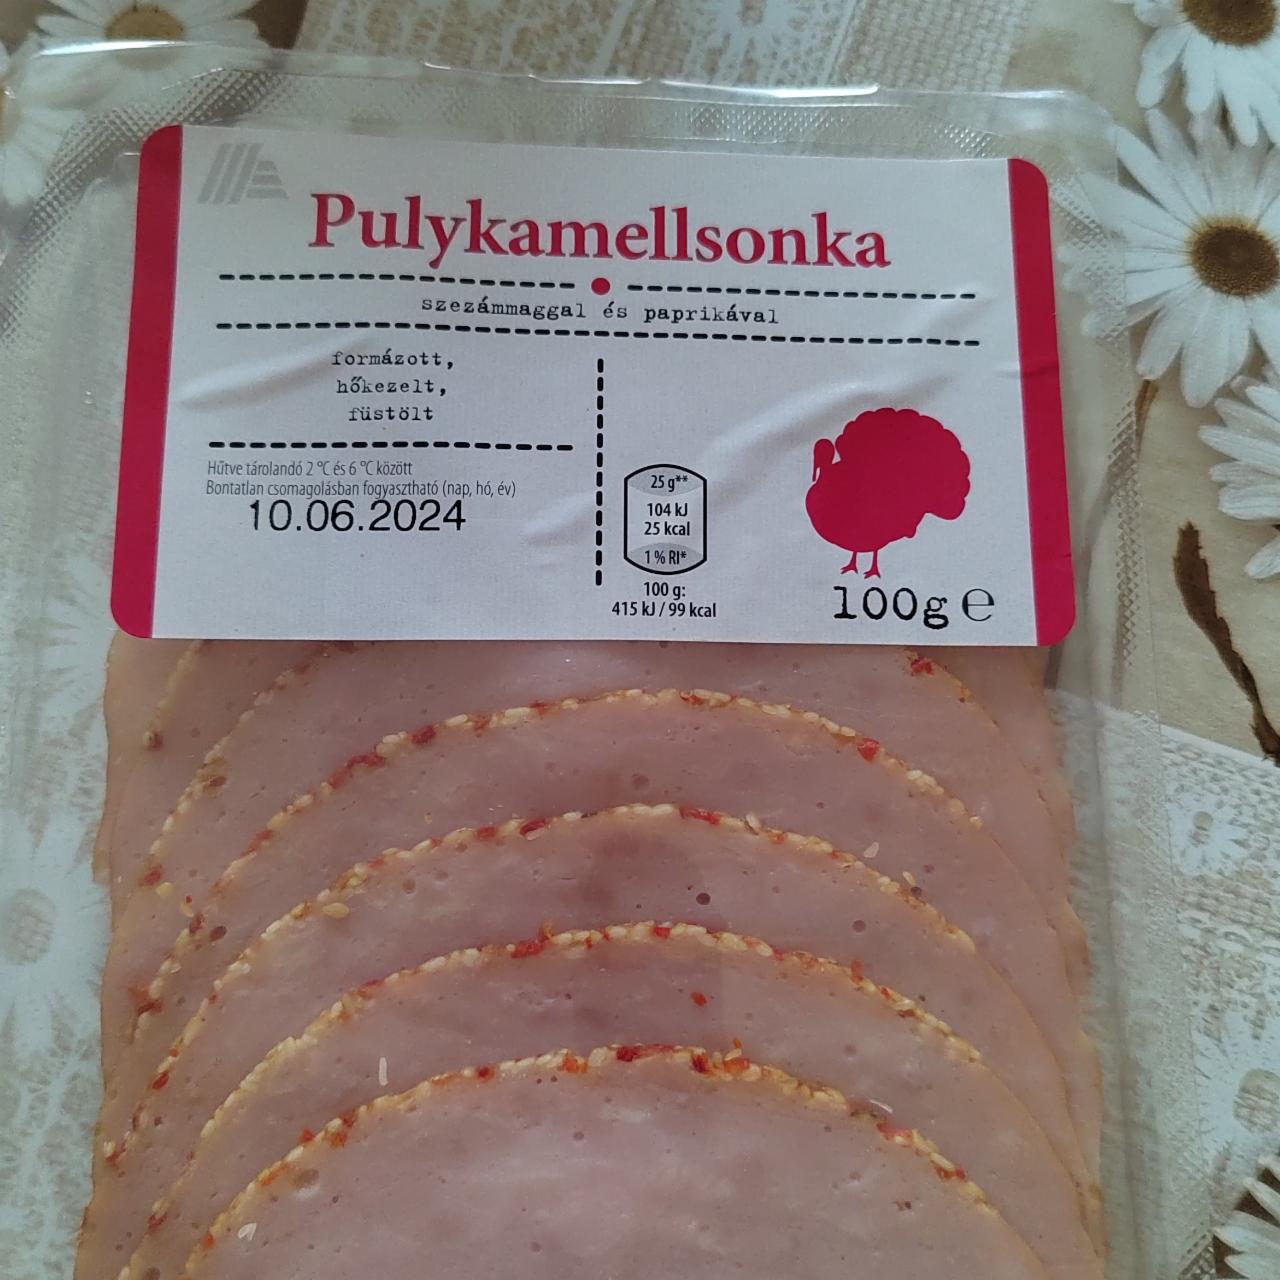 Pulykamellsonka
szezámmaggal és paprikával
formázott,
hőkezelt,
füstölt
Hűtve tárolandó 2 °C és 6 °C között
Bontatlan csomagolásban fogyasztható (nap, hó, év)
10.06.2024
25 g**
104 kJ
25 kcal
1 % RI*
100 g:
415 kJ / 99 kcal
100g e